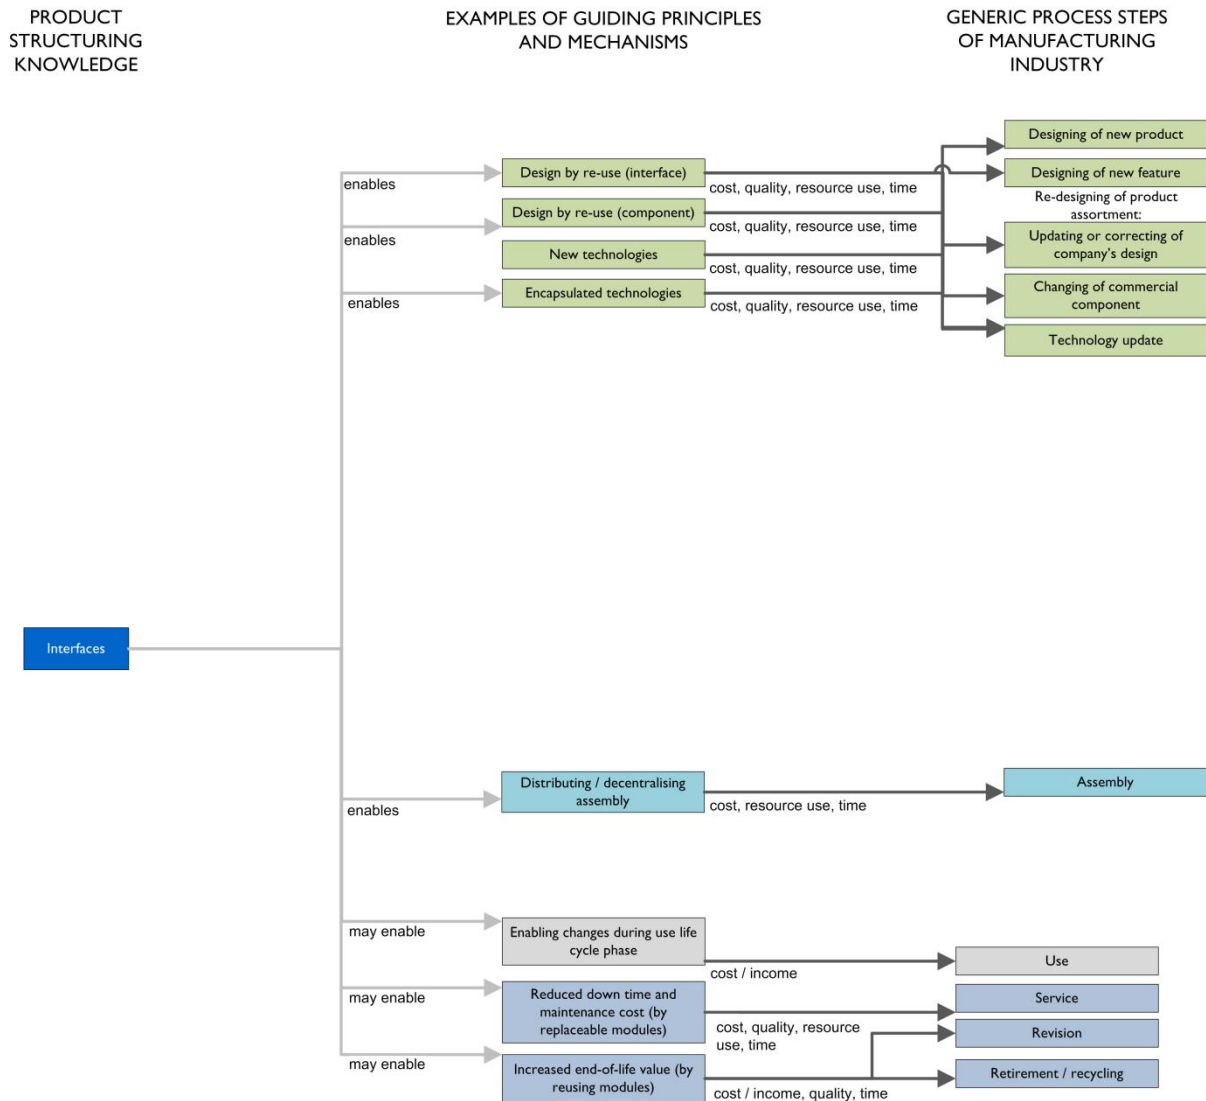 PRODUCT
STRUCTURING
KNOWLEDGE
EXAMPLES OF GUIDING PRINCIPLES
AND MECHANISMS
GENERIC PROCESS STEPS
OF MANUFACTURING
INDUSTRY
Interfaces
enables
Design by re-use (interface)
cost, quality, resource use, time
enables
Design by re-use (component)
cost, quality, resource use, time
New technologies
cost, quality, resource use, time
enables
Encapsulated technologies
cost, quality, resource use, time
Designing of new product
Designing of new feature
Re-designing of product
assortment:
Updating or correcting of
company's design
Changing of commercial
component
Technology update
enables
Distributing / decentralising
assembly
cost, resource use, time
Assembly
may enable
Enabling changes during use life
cycle phase
cost / income
Use
may enable
Reduced down time and
maintenance cost (by
replaceable modules)
cost, quality, resource
use, time
Service
Revision
may enable
Increased end-of-life value (by
reusing modules)
cost / income, quality, time
Retirement / recycling